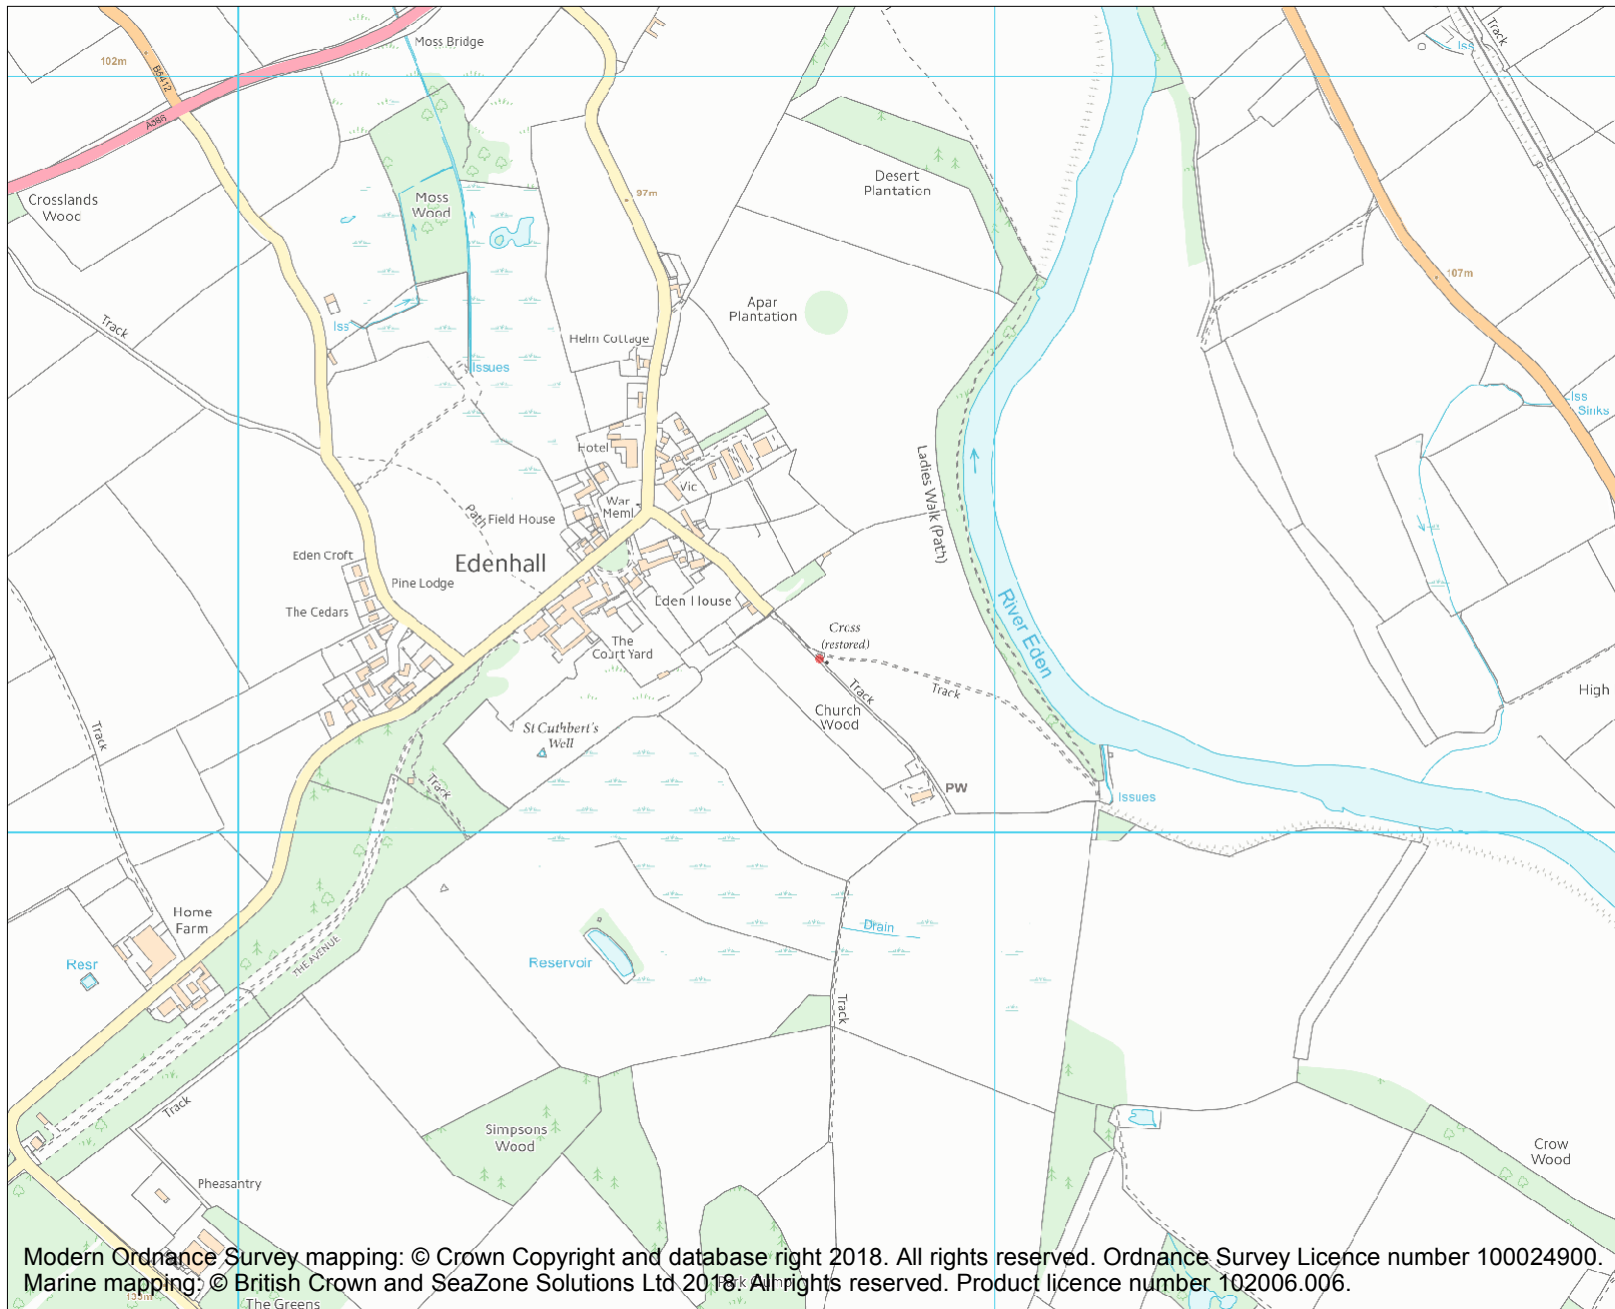 Moss Bridge
Track
Iss
102m
B6412
A686
Crosslands
Moss
Wood
97m
Desert
Plantation
107m
Apar
Plantation
Track
Iss
Helm Cottage
Issues
Iss
Sinks
Hotel
Vic
War
Meml
Path
Field House
Ladies Walk (Path)
Eden Croft
Edenhall
Pine Lodge
The Cedars
Eden House
River Eden
Cross
(restored)
The
Court Yard
Track
Track
High
Church
Wood
St Cuthbert's
Well
Track
Track
PW
Issues
Home
Farm
Drain
THE AVENUE
Resr
Reservoir
Track
Track
Simpsons
Wood
Crow
Wood
Pheasantry
Modern Ordnance Survey mapping: © Crown Copyright and database right 2018. All rights reserved. Ordnance Survey Licence number 100024900.
Marine mapping: © British Crown and SeaZone Solutions Ltd 2018. All rights reserved. Product licence number 102006.006.
The Greens